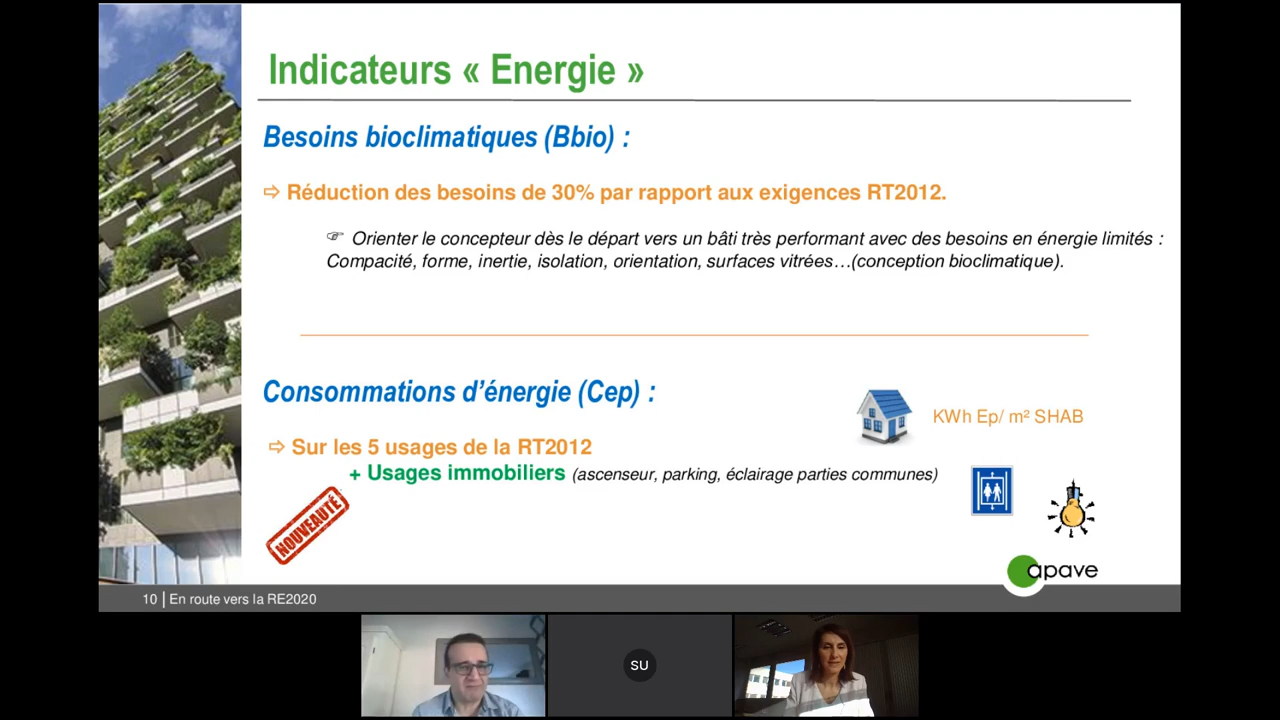 Indicateurs « Energie »
Besoins bioclimatiques (Bbio) :
⇨ Réduction des besoins de 30% par rapport aux exigences RT2012.
☞ Orienter le concepteur dès le départ vers un bâti très performant avec des besoins en énergie limités :
Compacité, forme, inertie, isolation, orientation, surfaces vitrées…(conception bioclimatique).
Consommations d’énergie (Cep) :
KWh Ep/ m² SHAB
⇨ Sur les 5 usages de la RT2012
+ Usages immobiliers (ascenseur, parking, éclairage parties communes)
NOUVEAUTÉ
apave
10 | En route vers la RE2020
SU